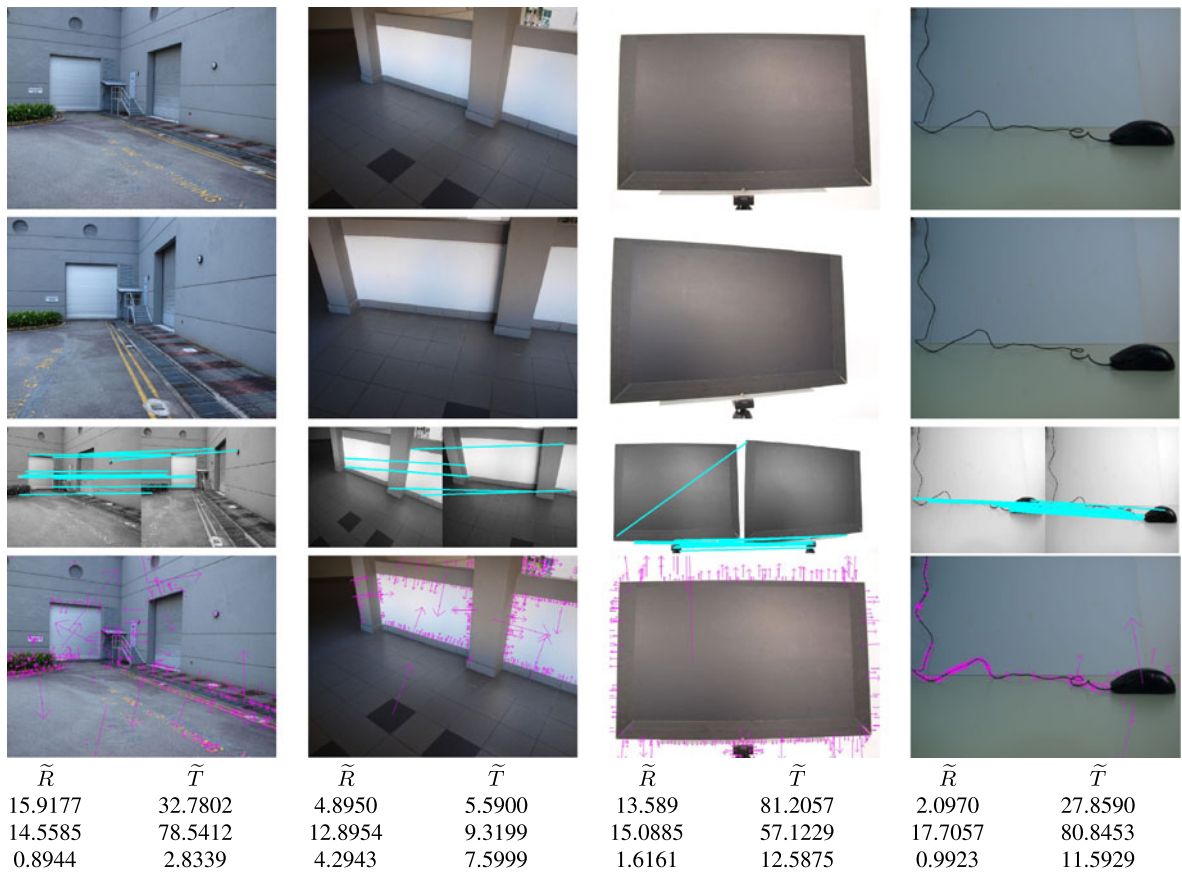 R̃ T̃ R̃ T̃ R̃ T̃ R̃ T̃
15.9177 32.7802 4.8950 5.5900 13.589 81.2057 2.0970 27.8590
14.5585 78.5412 12.8954 9.3199 15.0885 57.1229 17.7057 80.8453
0.8944 2.8339 4.2943 7.5999 1.6161 12.5875 0.9923 11.5929